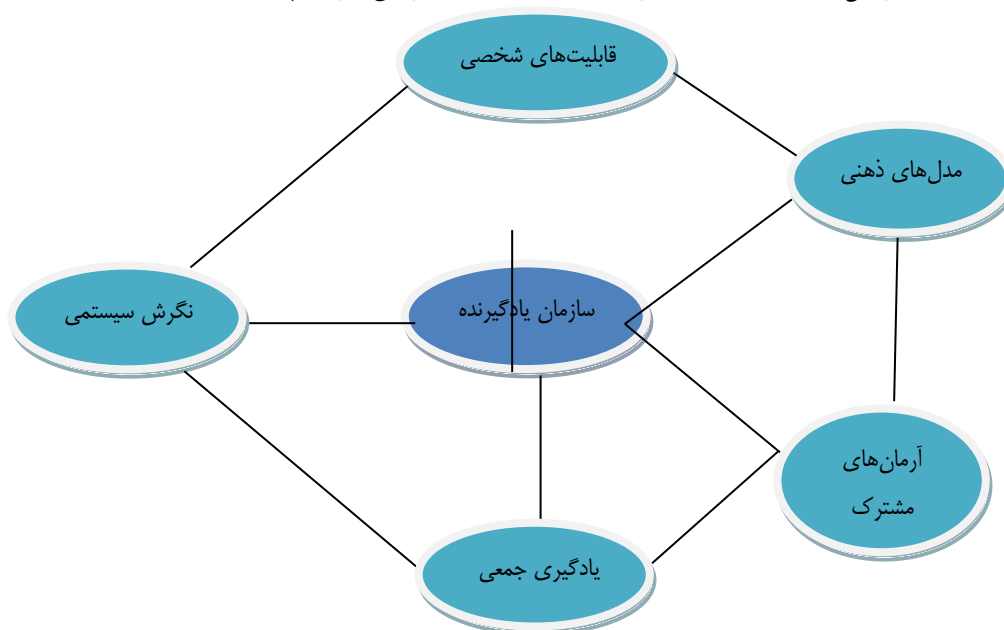 قابلیت‌های شخصی
مدل‌های ذهنی
سازمان یادگیرنده
نگرش سیستمی
آرمان‌های
مشترک
یادگیری جمعی